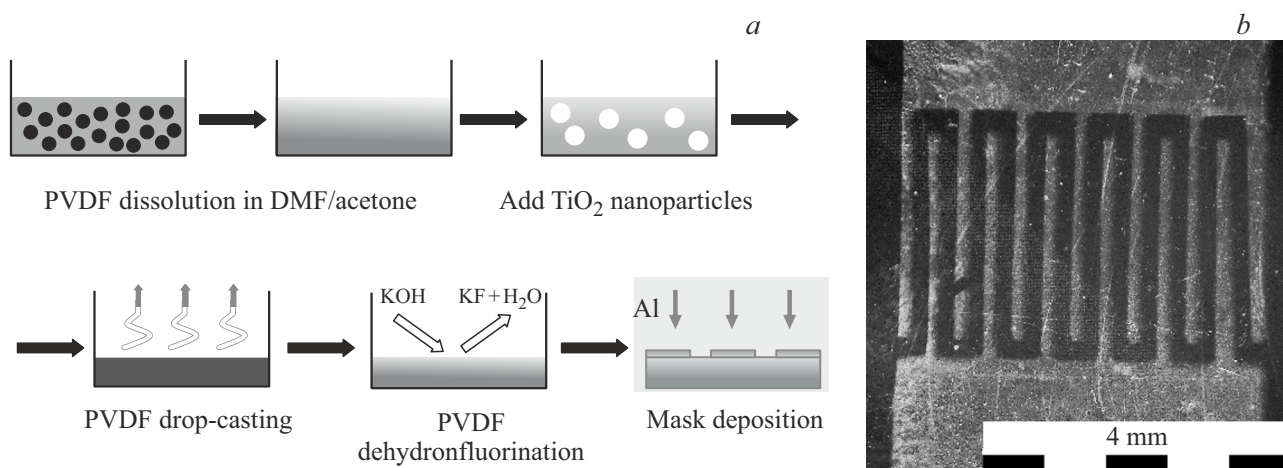 a
b
PVDF dissolution in DMF/acetone
Add TiO₂ nanoparticles
KOH
KF + H₂O
Al
PVDF drop-casting
PVDF
dehydronfluorination
Mask deposition
4 mm